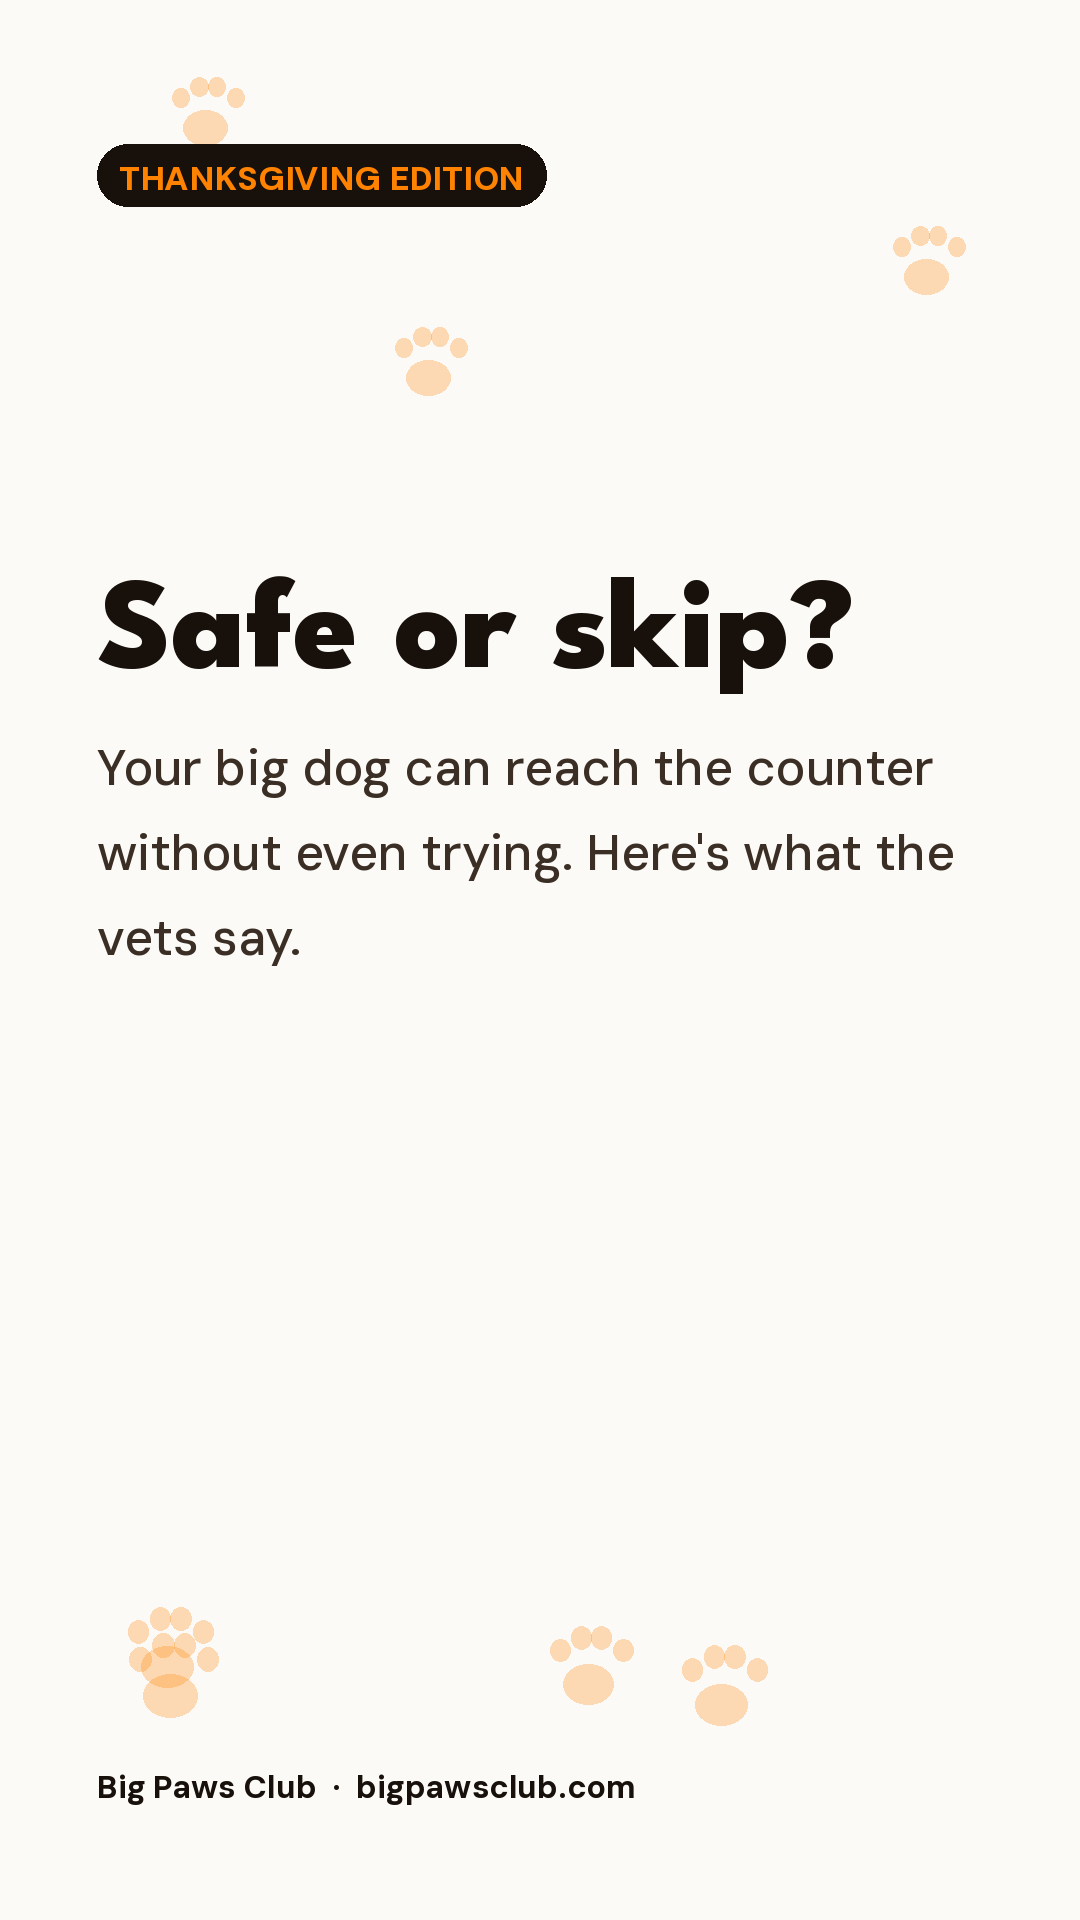 THANKSGIVING EDITION
Safe or skip?
Your big dog can reach the counter
without even trying. Here's what the
vets say.
Big Paws Club · bigpawsclub.com